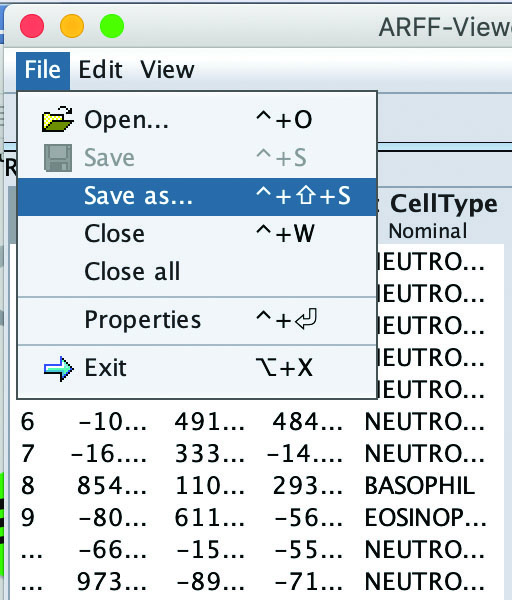 ARFF-Viewe
File Edit View
Open... ^+O
Save ^+S
Save as... ^+⇧+S
Close ^+W
Close all
Properties ^+⏎
Exit ⌥+X
R
: CellType
Nominal
NEUTRO...
NEUTRO...
NEUTRO...
NEUTRO...
NEUTRO...
6 -10... 491... 484... NEUTRO...
7 -16.... 333... -14.... NEUTRO...
8 854... 110... 293... BASOPHIL
9 -80... 611... -56... EOSINOP...
... -66... -15... -55... NEUTRO...
... 973... -89... -71... NEUTRO...